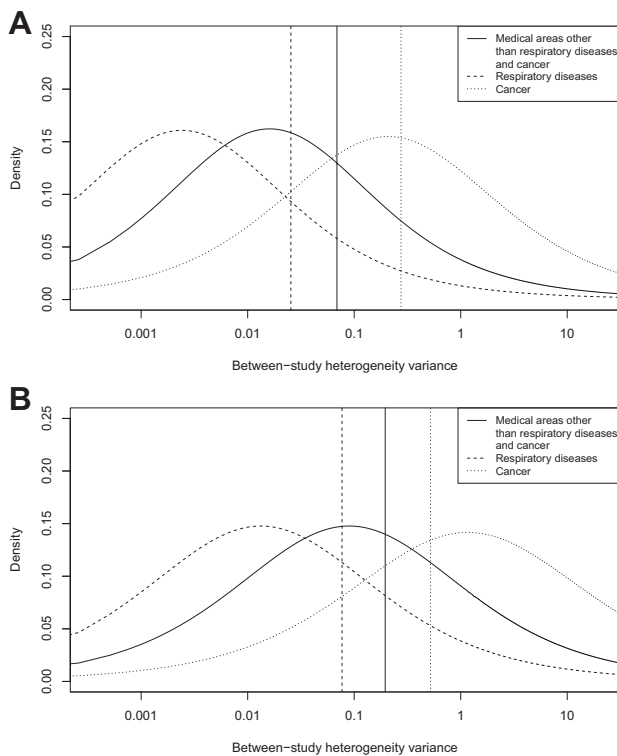 A
0.25
0.20
0.15
0.10
0.05
0.00
Density
Medical areas other
than respiratory diseases
and cancer
Respiratory diseases
Cancer
0.001
0.01
0.1
1
10
Between−study heterogeneity variance
B
0.25
0.20
0.15
0.10
0.05
0.00
Density
Medical areas other
than respiratory diseases
and cancer
Respiratory diseases
Cancer
0.001
0.01
0.1
1
10
Between−study heterogeneity variance